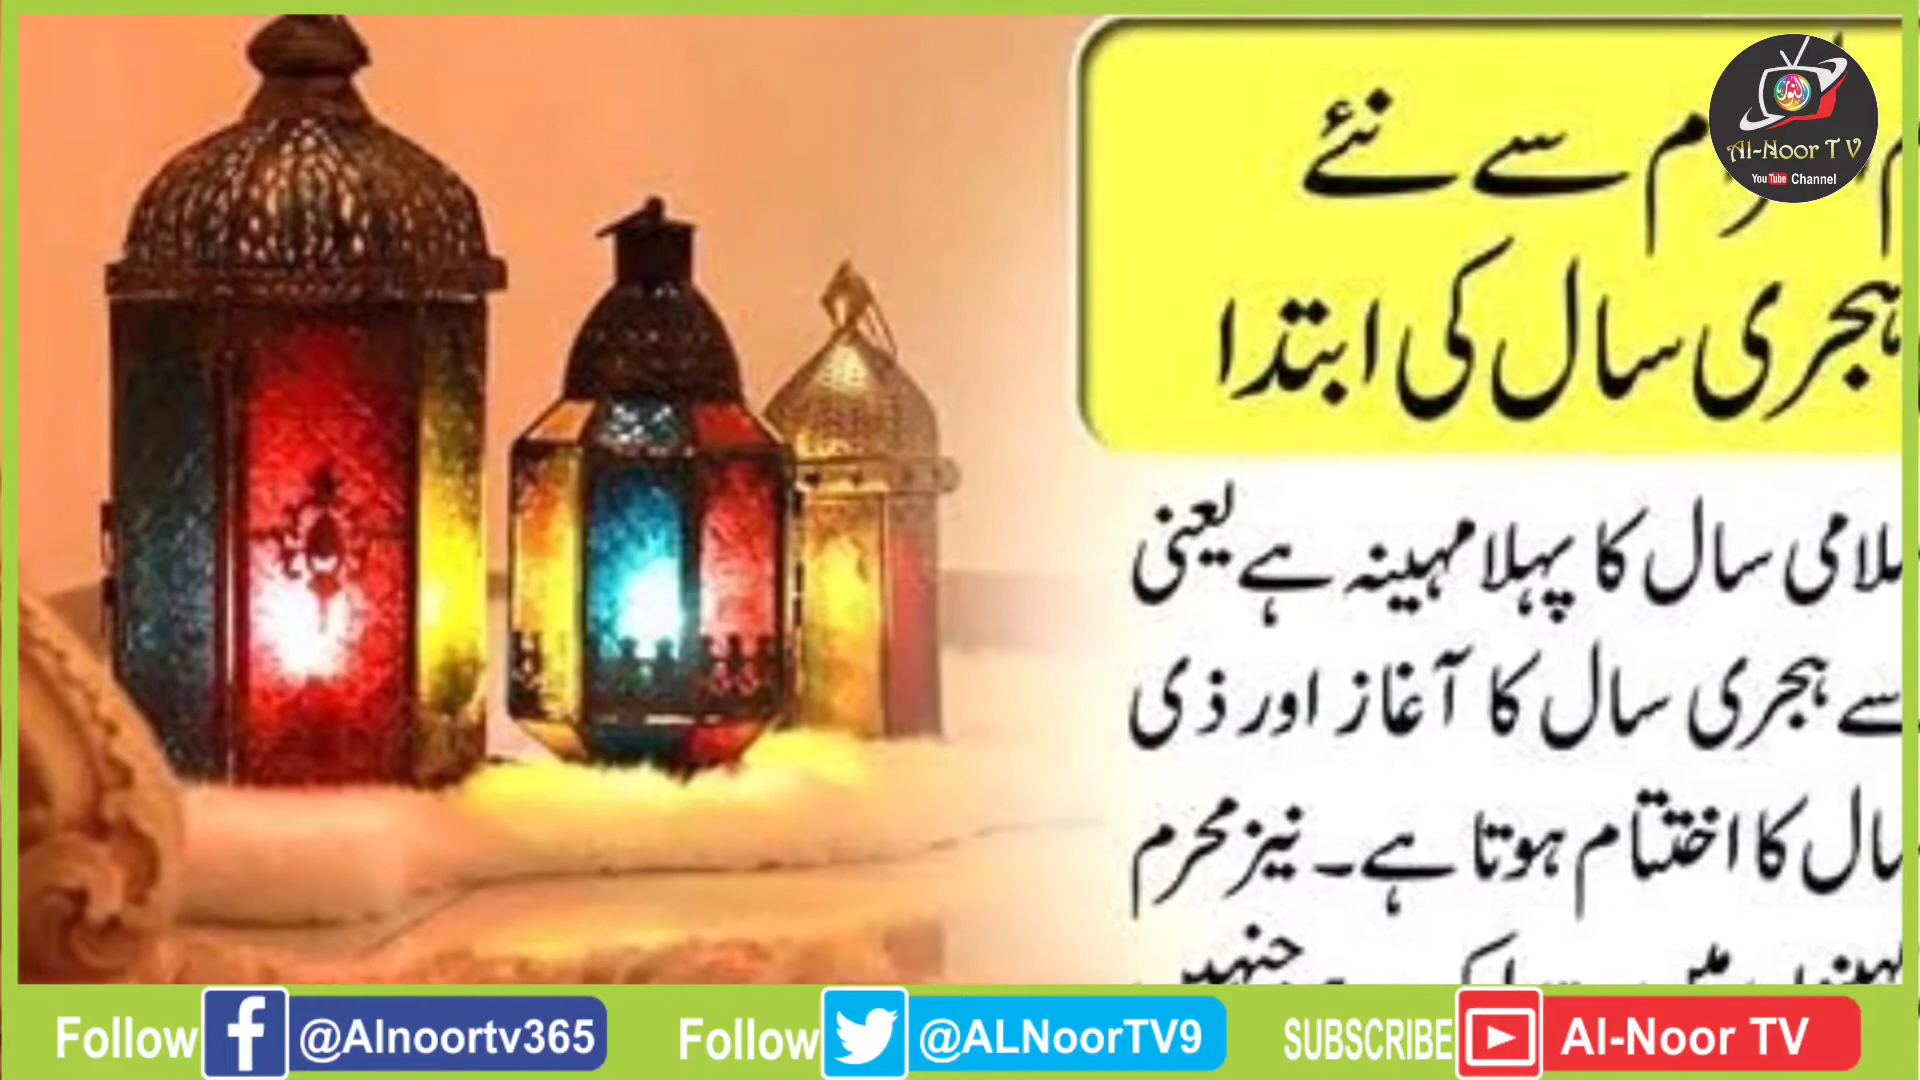 سے نئے
ہجری سال کی ابتدا
سال کا پہلا مہینہ ہے یعنی
سے ہجری سال کا آغاز اور ذی
سال کا اختتام ہوتا ہے۔ نیز محرم
Al-Noor TV
YouTube Channel
Follow @Alnoortv365
Follow @ALNoorTV9
SUBSCRIBE Al-Noor TV